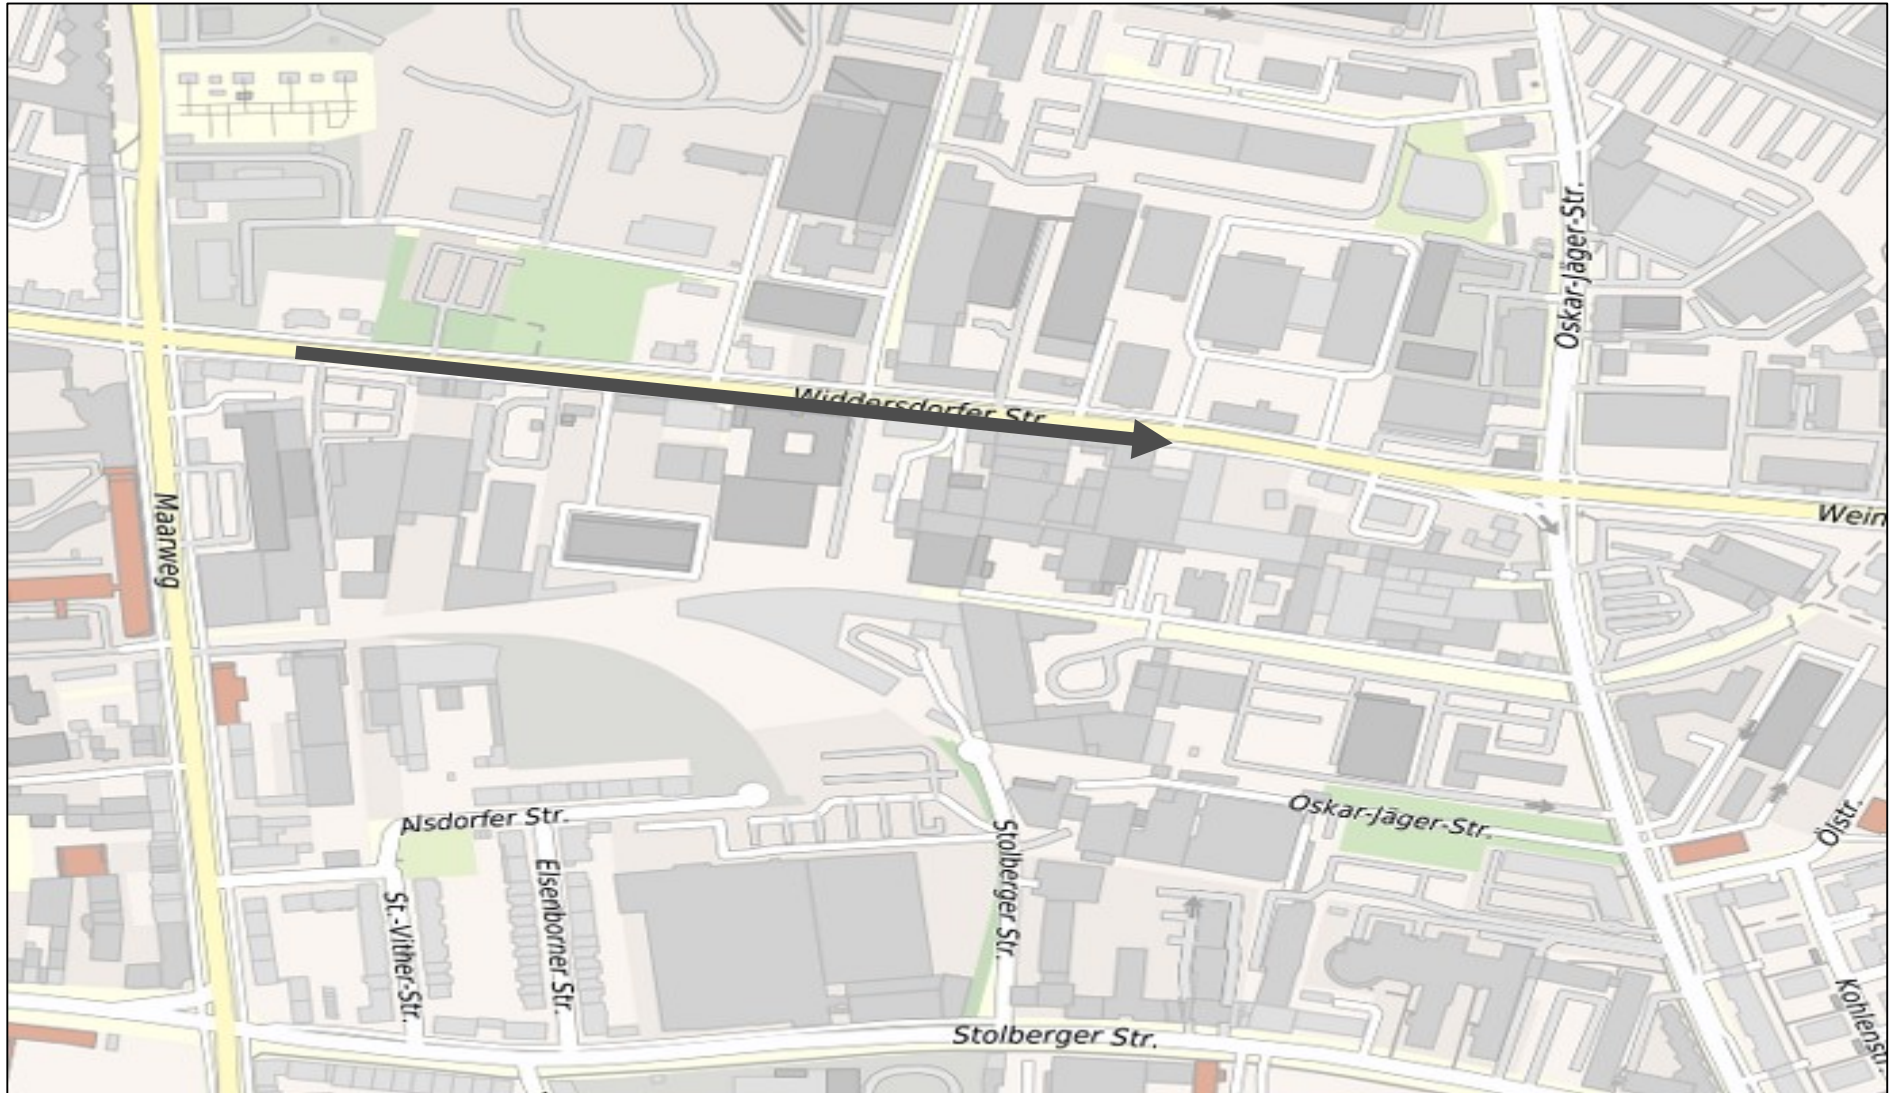 Oskar-Jäger-Str.
Widdersdorfer Str.
Wein
Maarweg
Alsdorfer Str.
Oskar-Jäger-Str.
Ölstr.
Stolberger Str.
Elsenborner Str.
St.-Vither-Str.
Kohlenstr.
Stolberger Str.